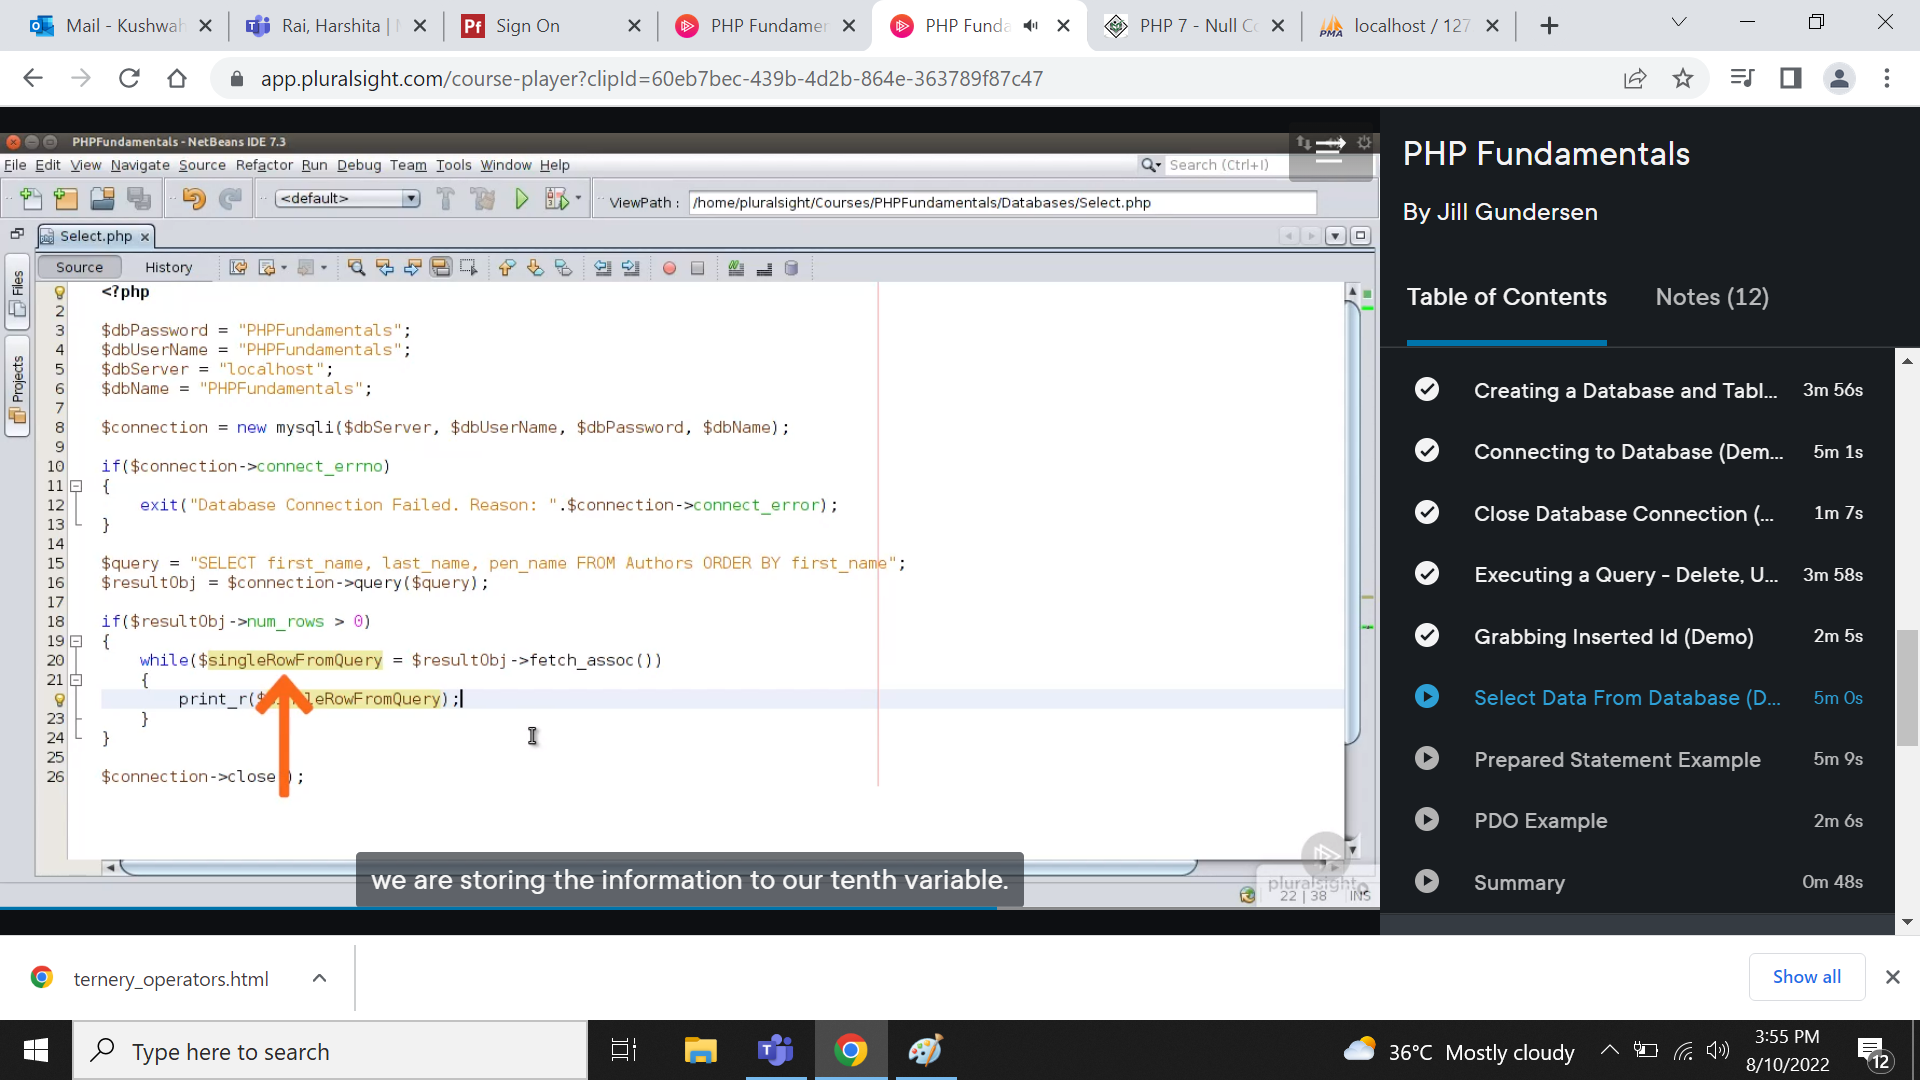 Mail - Kushwah
Rai, Harshita |
Sign On
PHP Fundamer
PHP Funda
PHP 7 - Null Co
localhost / 127
app.pluralsight.com/course-player?clipId=60eb7bec-439b-4d2b-864e-363789f87c47
PHPFundamentals - NetBeans IDE 7.3
File Edit View Navigate Source Refactor Run Debug Team Tools Window Help
Search (Ctrl+I)
<default>
ViewPath : /home/pluralsight/Courses/PHPFundamentals/Databases/Select.php
Select.php
Source History
Files
Projects
<?php
2
3 $dbPassword = "PHPFundamentals";
4 $dbUserName = "PHPFundamentals";
5 $dbServer = "localhost";
6 $dbName = "PHPFundamentals";
7
8 $connection = new mysqli($dbServer, $dbUserName, $dbPassword, $dbName);
9
10 if($connection->connect_errno)
11 {
12 exit("Database Connection Failed. Reason: ".$connection->connect_error);
13 }
14
15 $query = "SELECT first_name, last_name, pen_name FROM Authors ORDER BY first_name";
16 $resultObj = $connection->query($query);
17
18 if($resultObj->num_rows > 0)
19 {
20 while($singleRowFromQuery = $resultObj->fetch_assoc())
21 {
print_r($singleRowFromQuery);
23 }
24 }
25
26 $connection->close();
we are storing the information to our tenth variable.
pluralsight
22 | 38 INS
PHP Fundamentals
By Jill Gundersen
Table of Contents
Notes (12)
Creating a Database and Tabl... 3m 56s
Connecting to Database (Dem... 5m 1s
Close Database Connection (... 1m 7s
Executing a Query - Delete, U... 3m 58s
Grabbing Inserted Id (Demo) 2m 5s
Select Data From Database (D... 5m 0s
Prepared Statement Example 5m 9s
PDO Example 2m 6s
Summary 0m 48s
ternery_operators.html
Show all
Type here to search
36°C Mostly cloudy
3:55 PM
8/10/2022
12